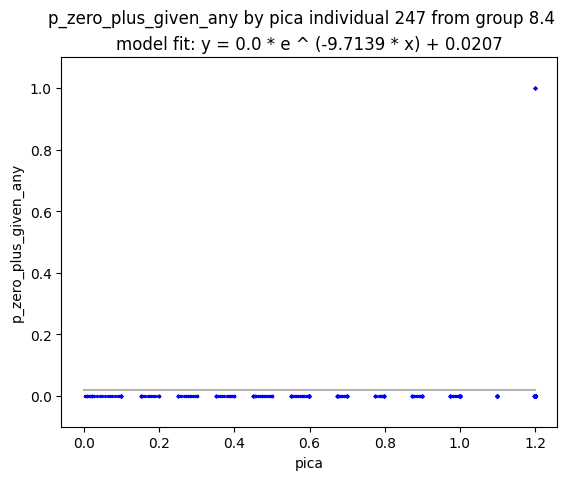 p_zero_plus_given_any by pica individual 247 from group 8.4
model fit: y = 0.0 * e ^ (-9.7139 * x) + 0.0207
1.0
0.8
0.6
0.4
0.2
0.0
p_zero_plus_given_any
0.0 0.2 0.4 0.6 0.8 1.0 1.2
pica